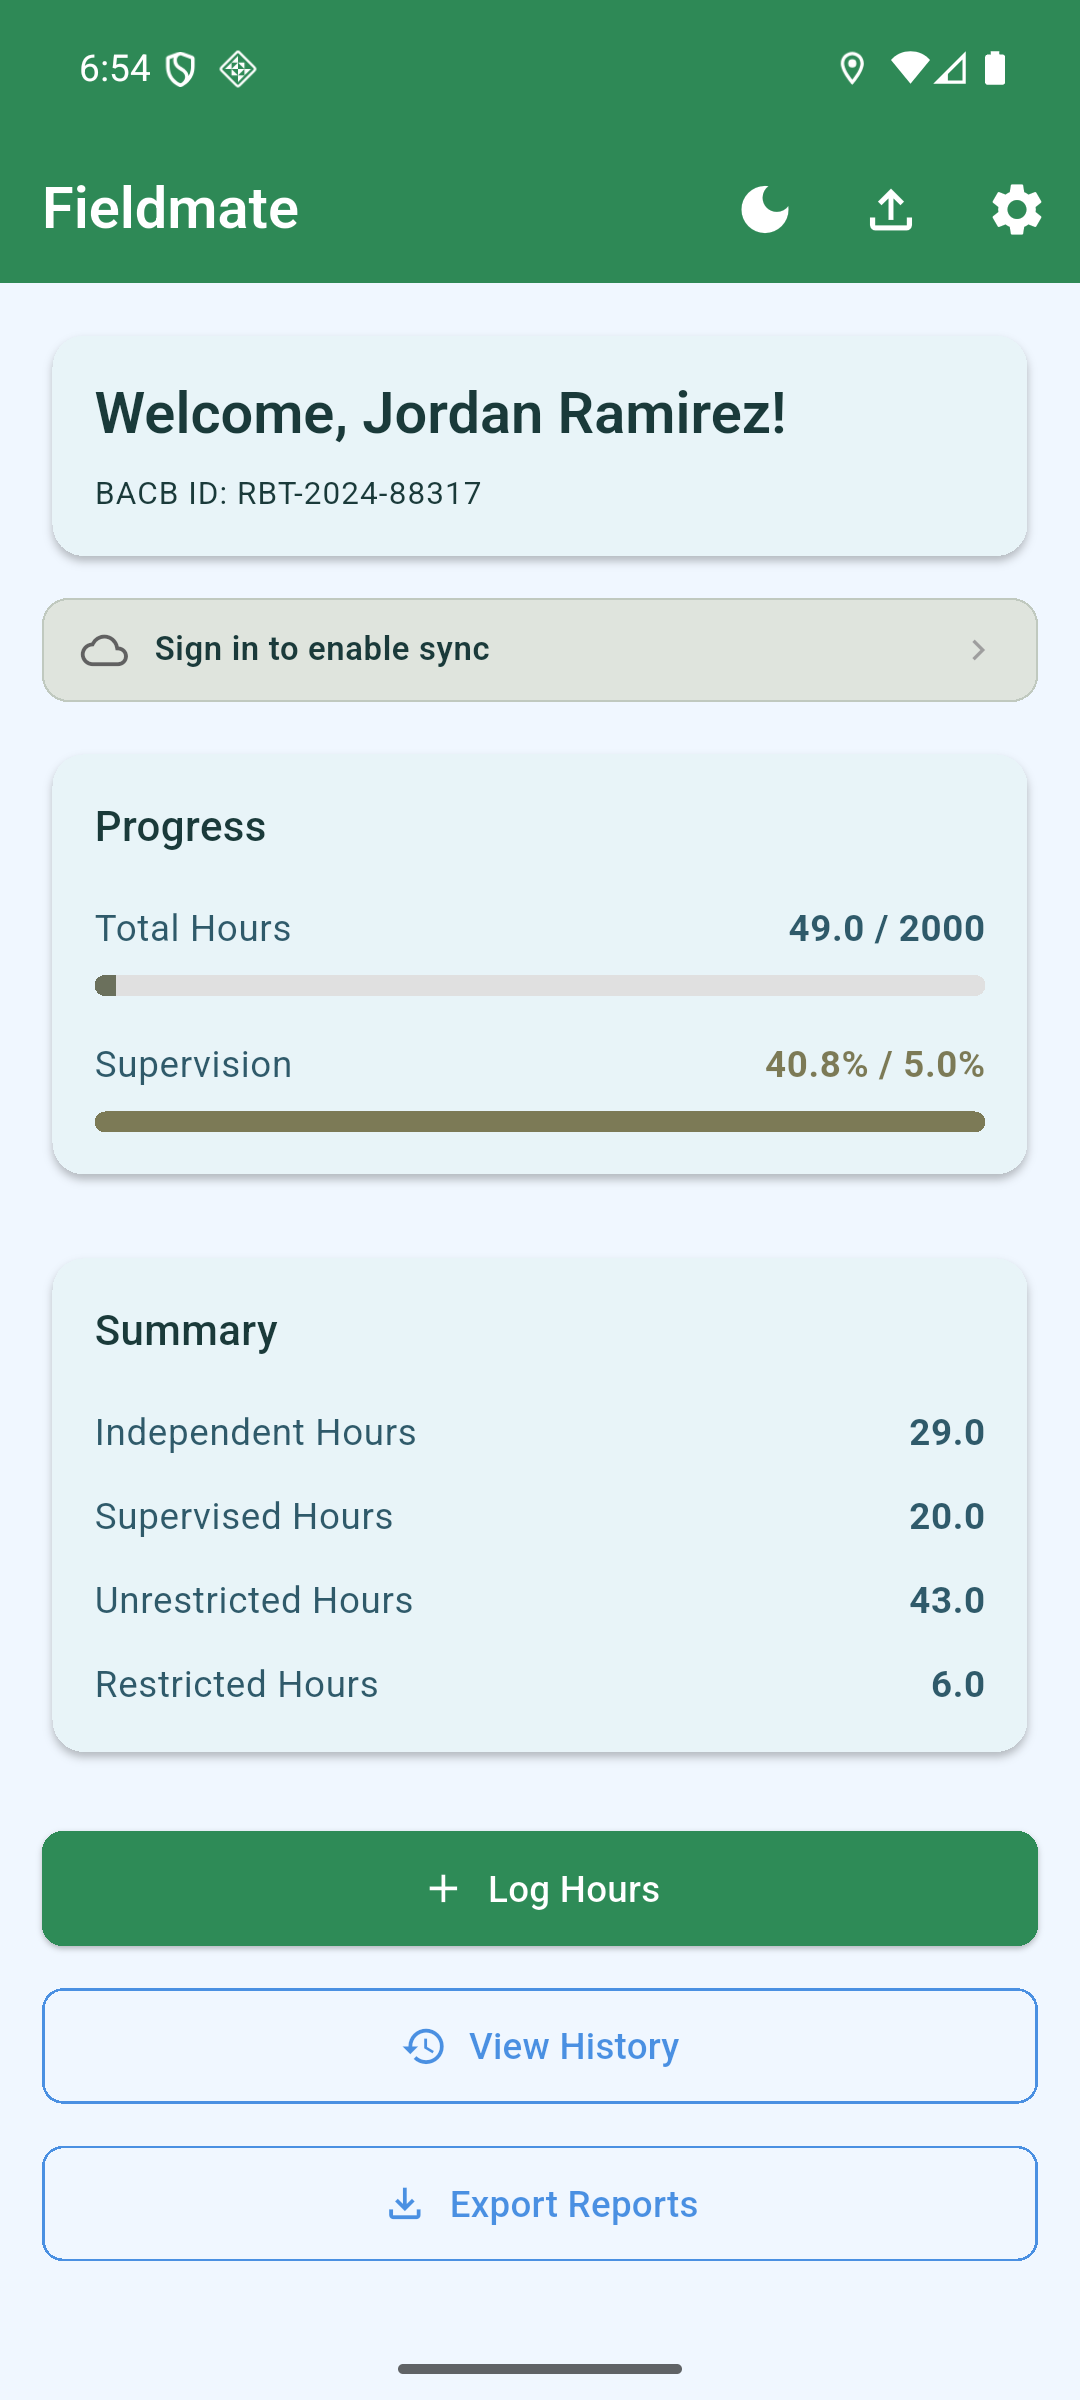 6:54
Fieldmate
Welcome, Jordan Ramirez!
BACB ID: RBT-2024-88317
Sign in to enable sync
Progress
Total Hours 49.0 / 2000
Supervision 40.8% / 5.0%
Summary
Independent Hours 29.0
Supervised Hours 20.0
Unrestricted Hours 43.0
Restricted Hours 6.0
Log Hours
View History
Export Reports